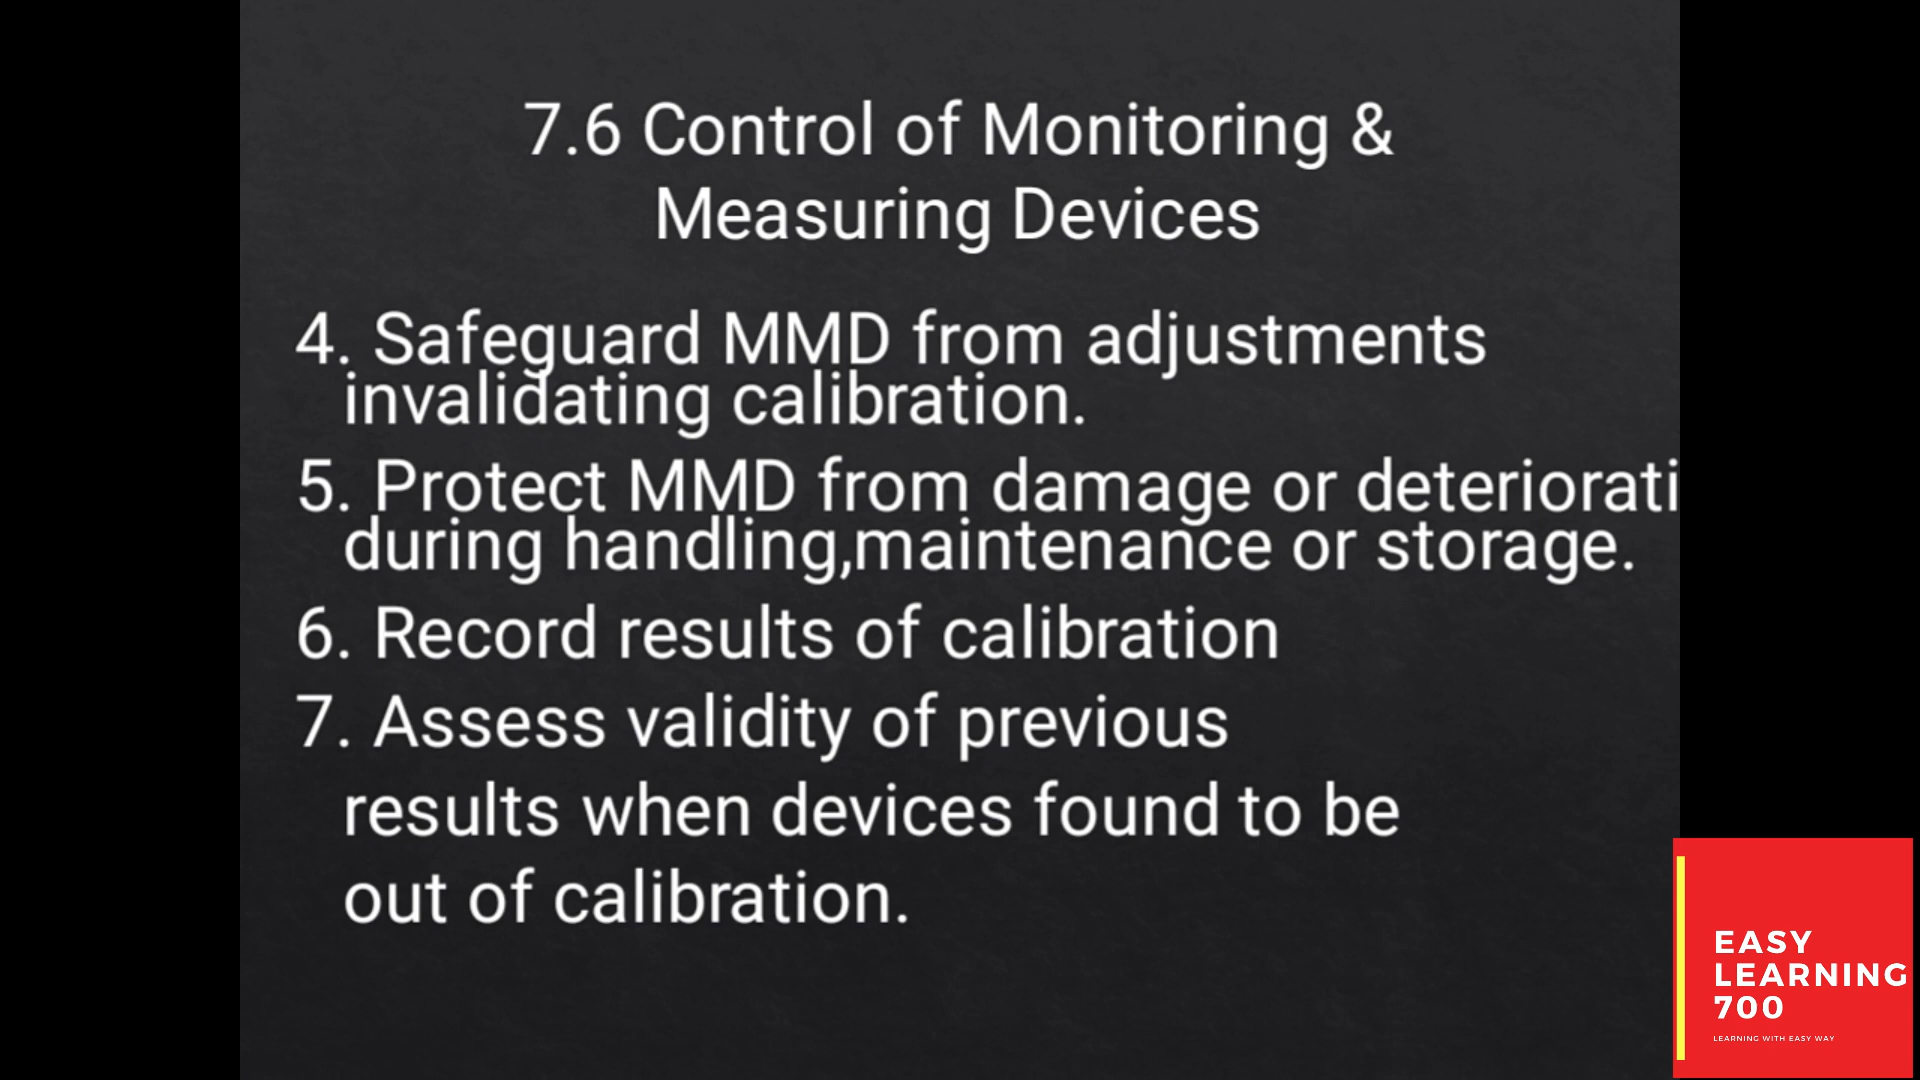 7.6 Control of Monitoring &
Measuring Devices
4. Safeguard MMD from adjustments
invalidating calibration.
5. Protect MMD from damage or deteriorati
during handling,maintenance or storage.
6. Record results of calibration
7. Assess validity of previous
results when devices found to be
out of calibration.
EASY
LEARNING
700
LEARNING WITH EASY WAY